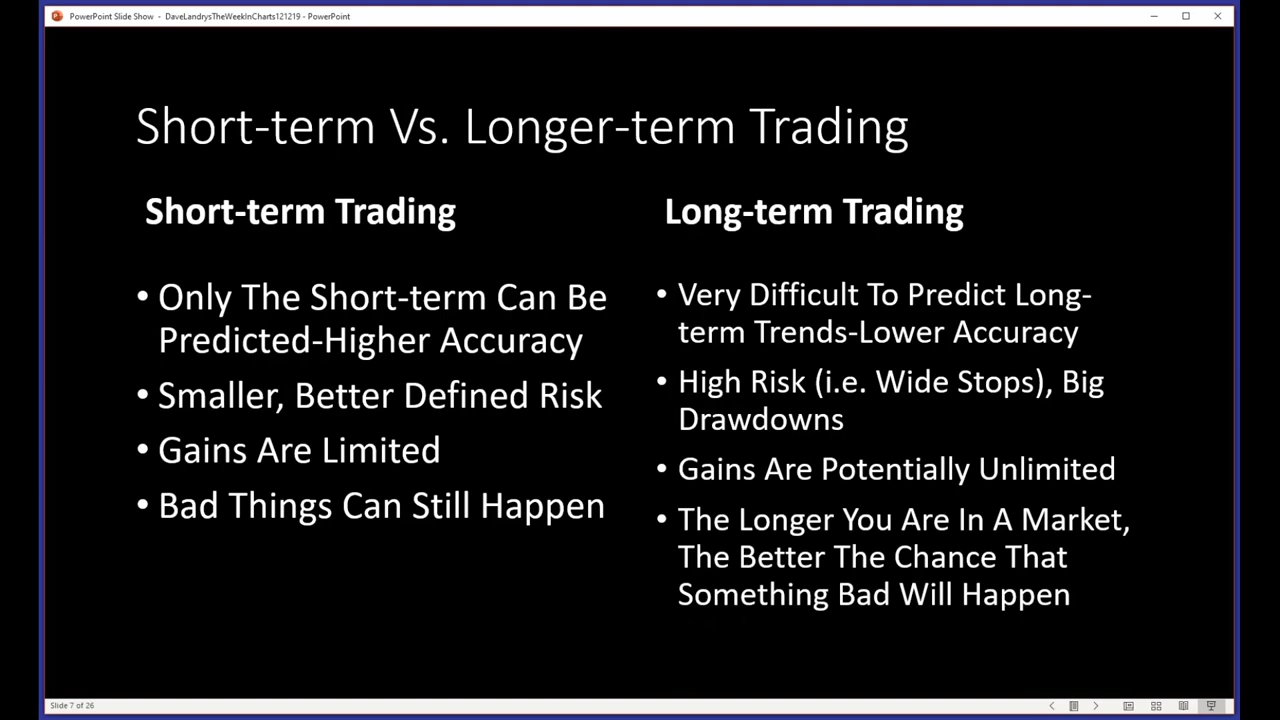 PowerPoint Slide Show - DaveLandrysTheWeekInCharts121219 - PowerPoint
Short-term Vs. Longer-term Trading
Short-term Trading
• Only The Short-term Can Be
Predicted-Higher Accuracy
• Smaller, Better Defined Risk
• Gains Are Limited
• Bad Things Can Still Happen
Long-term Trading
• Very Difficult To Predict Long-
term Trends-Lower Accuracy
• High Risk (i.e. Wide Stops), Big
Drawdowns
• Gains Are Potentially Unlimited
• The Longer You Are In A Market,
The Better The Chance That
Something Bad Will Happen
Slide 7 of 26